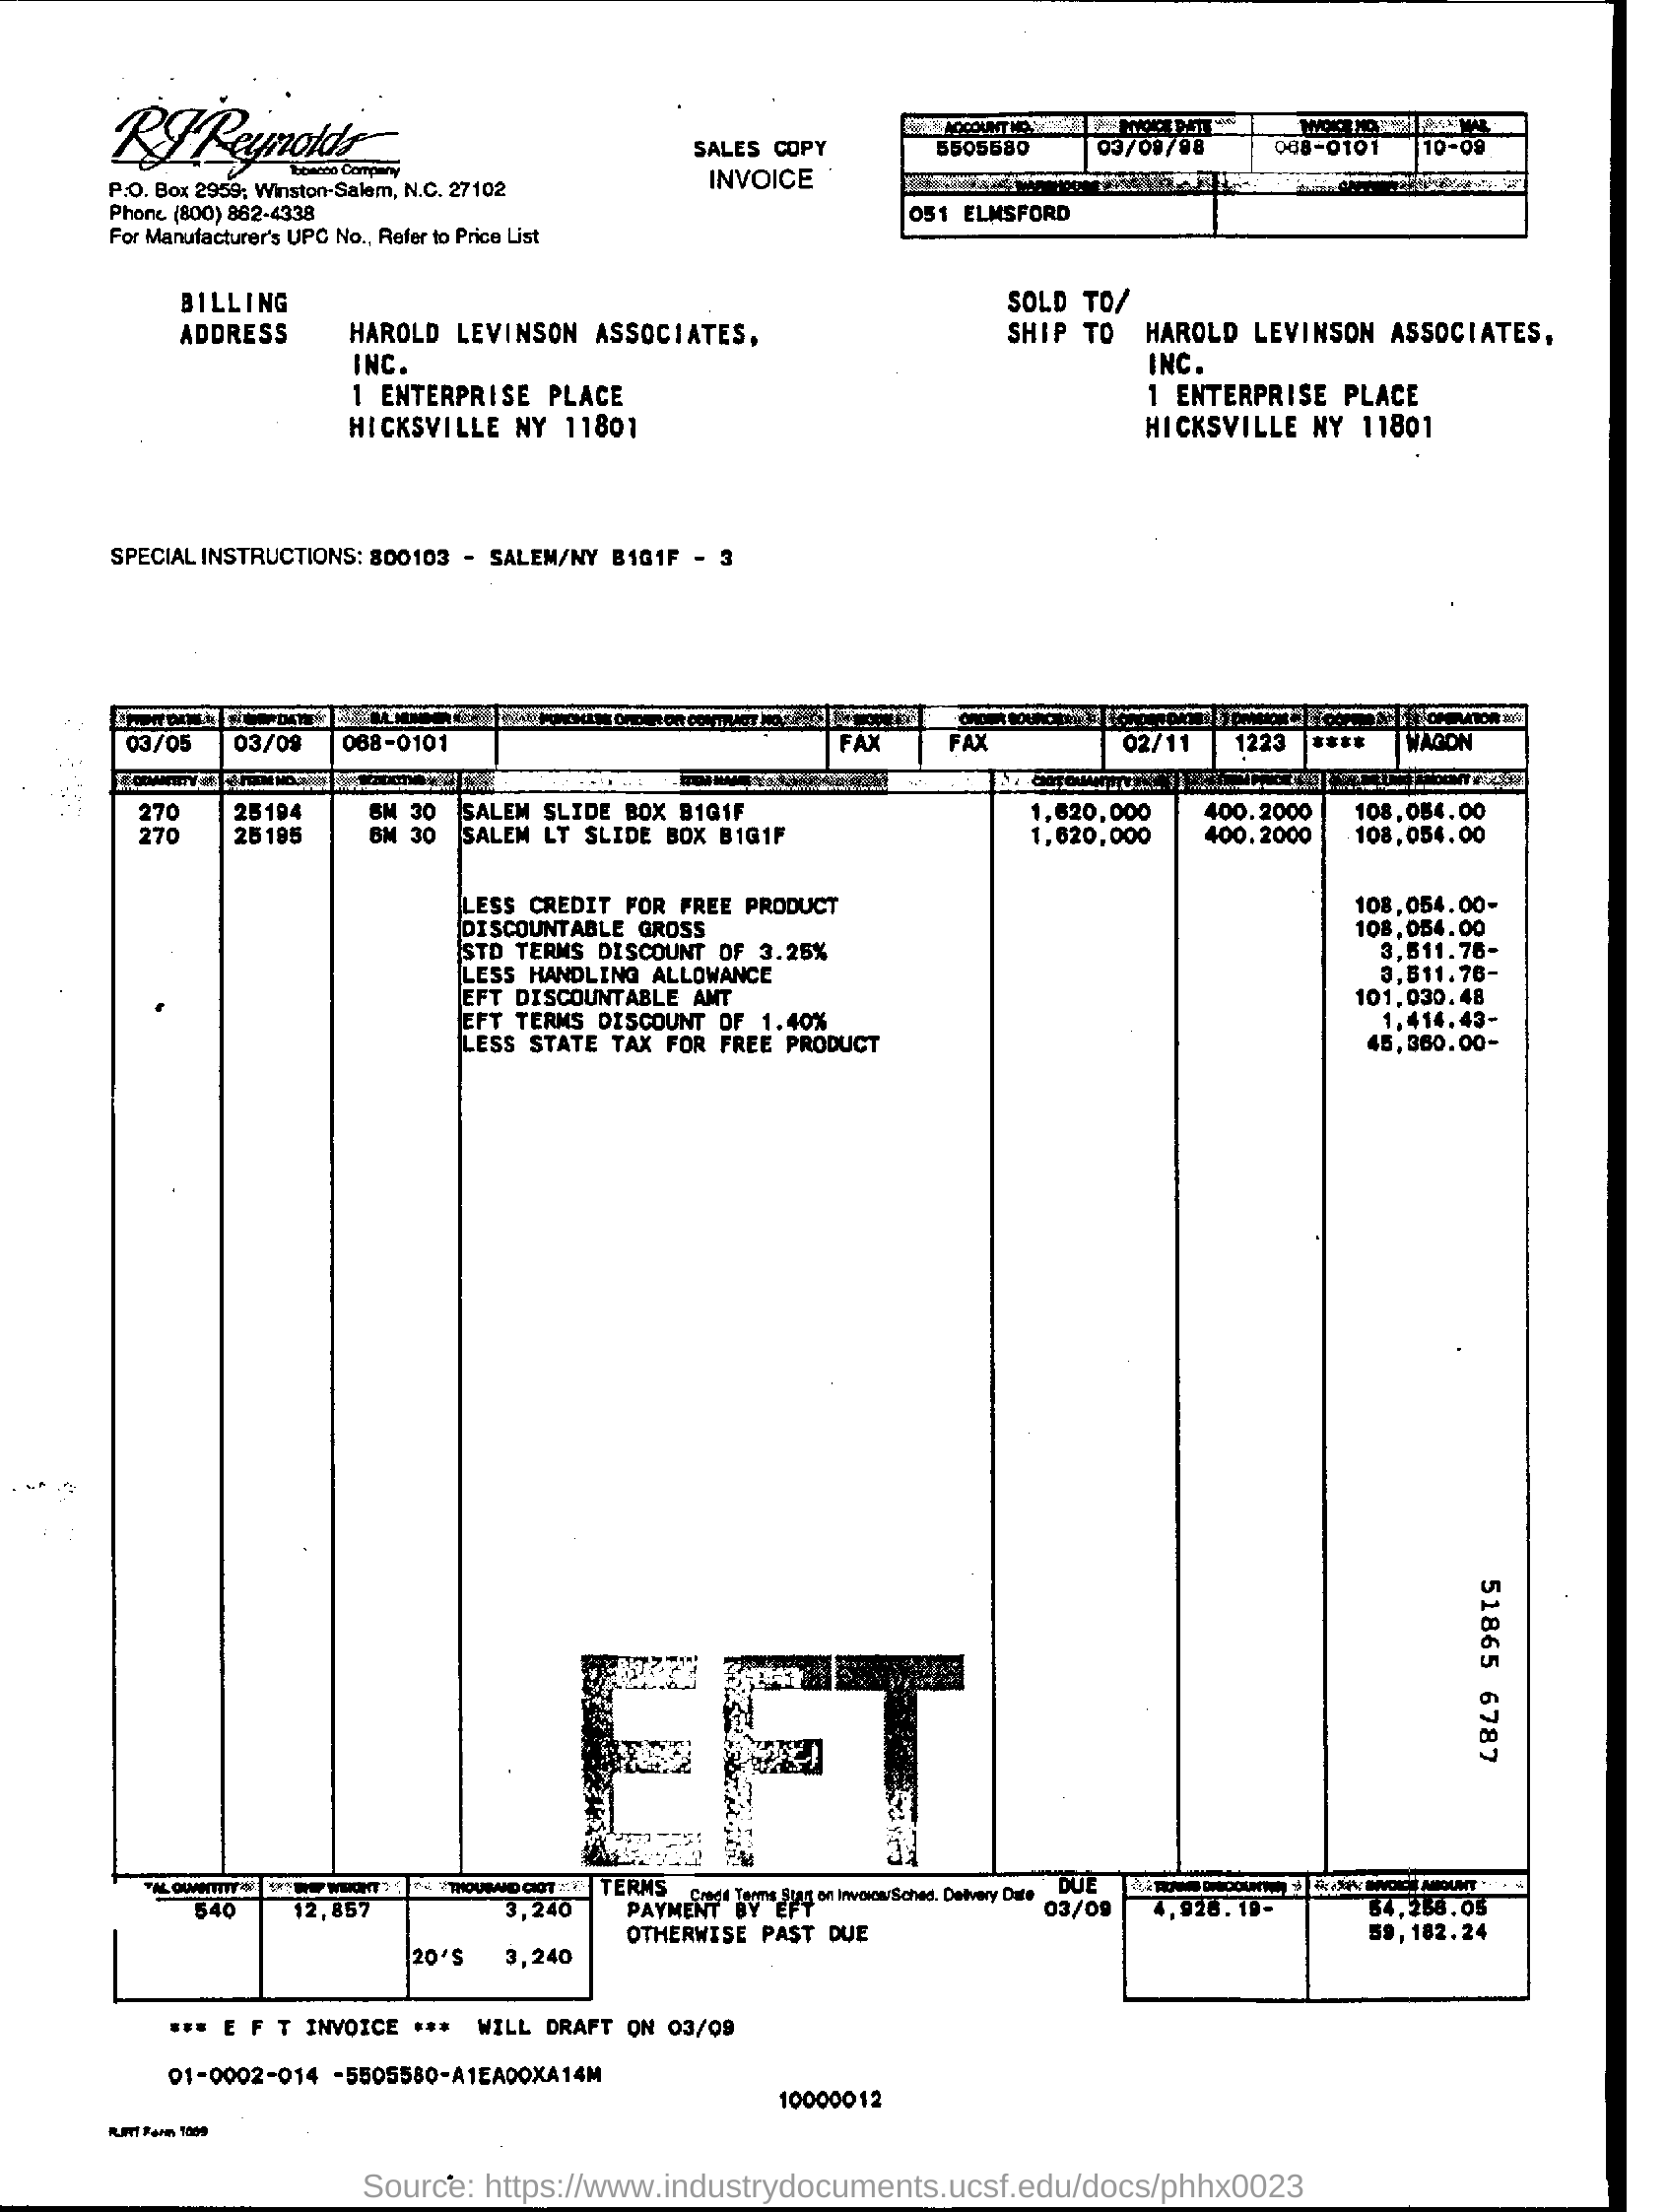 RJReynolds
Tobacco Company
P.O. Box 2959; Winston-Salem, N.C. 27102
Phone (800) 862-4338
For Manufacturer's UPC No., Refer to Price List
SALES COPY
INVOICE
ACCOUNT NO. INVOICE DATE INVOICE NO.
5505580 03/09/98 068-0101 10-09
WAREHOUSE
051 ELMSFORD
BILLING
ADDRESS HAROLD LEVINSON ASSOCIATES,
INC.
1 ENTERPRISE PLACE
HICKSVILLE NY 11801
SOLD TO/
SHIP TO HAROLD LEVINSON ASSOCIATES,
INC.
1 ENTERPRISE PLACE
HICKSVILLE NY 11801
SPECIAL INSTRUCTIONS: 800103 - SALEM/NY B1G1F - 3
PRINT DATE SHIP DATE B/L NUMBER PURCHASE ORDER OR CONTRACT NO. ORDER SOURCE ORDER DATE DIVISION COPIES OPERATOR
03/05 03/09 068-0101 FAX FAX 02/11 1223 **** WAGON
QUANTITY ITEM NO. ITEM NAME CIGT QUANTITY ITEM PRICE BILLING AMOUNT
270 25194 6M 30 SALEM SLIDE BOX B1G1F 1,620,000 400.2000 108,054.00
270 25195 6M 30 SALEM LT SLIDE BOX B1G1F 1,620,000 400.2000 108,054.00
LESS CREDIT FOR FREE PRODUCT 108,054.00-
DISCOUNTABLE GROSS 108,054.00
STD TERMS DISCOUNT OF 3.25% 3,511.76-
LESS HANDLING ALLOWANCE 3,511.76-
EFT DISCOUNTABLE AMT 101,030.48
EFT TERMS DISCOUNT OF 1.40% 1,414.43-
LESS STATE TAX FOR FREE PRODUCT 45,360.00-
51865 6787
EFT
TAL QUANTITY SHIP WEIGHT THOUSAND CIGT TERMS Credit Terms Start on Invoice/Sched. Delivery Date DUE INVOICE AMOUNT
540 12,857 3,240 PAYMENT BY EFT 03/09 4,926.19- 54,256.05
OTHERWISE PAST DUE 59,182.24
20'S 3,240
*** E F T INVOICE *** WILL DRAFT ON 03/09
01-0002-014 -5505580-A1EA00XA14M
10000012
RJRT Form 1009
Source: https://www.industrydocuments.ucsf.edu/docs/phhx0023